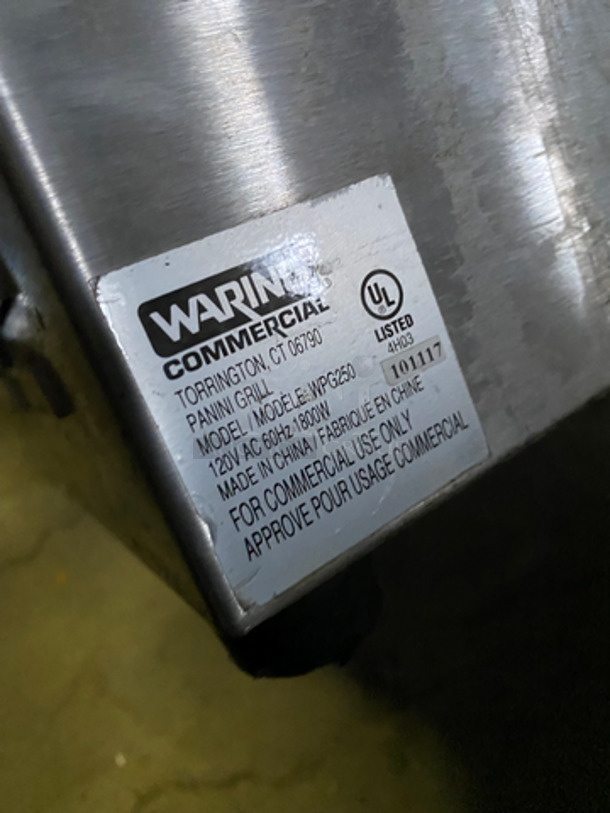 WARING
COMMERCIAL
TORRINGTON, CT 06790
PANINI GRILL
MODEL / MODELE: WPG250
120V AC 60Hz 1800W
MADE IN CHINA / FABRIQUE EN CHINE
FOR COMMERCIAL USE ONLY
APPROVE POUR USAGE COMMERCIAL
UL
LISTED
4H03
101117